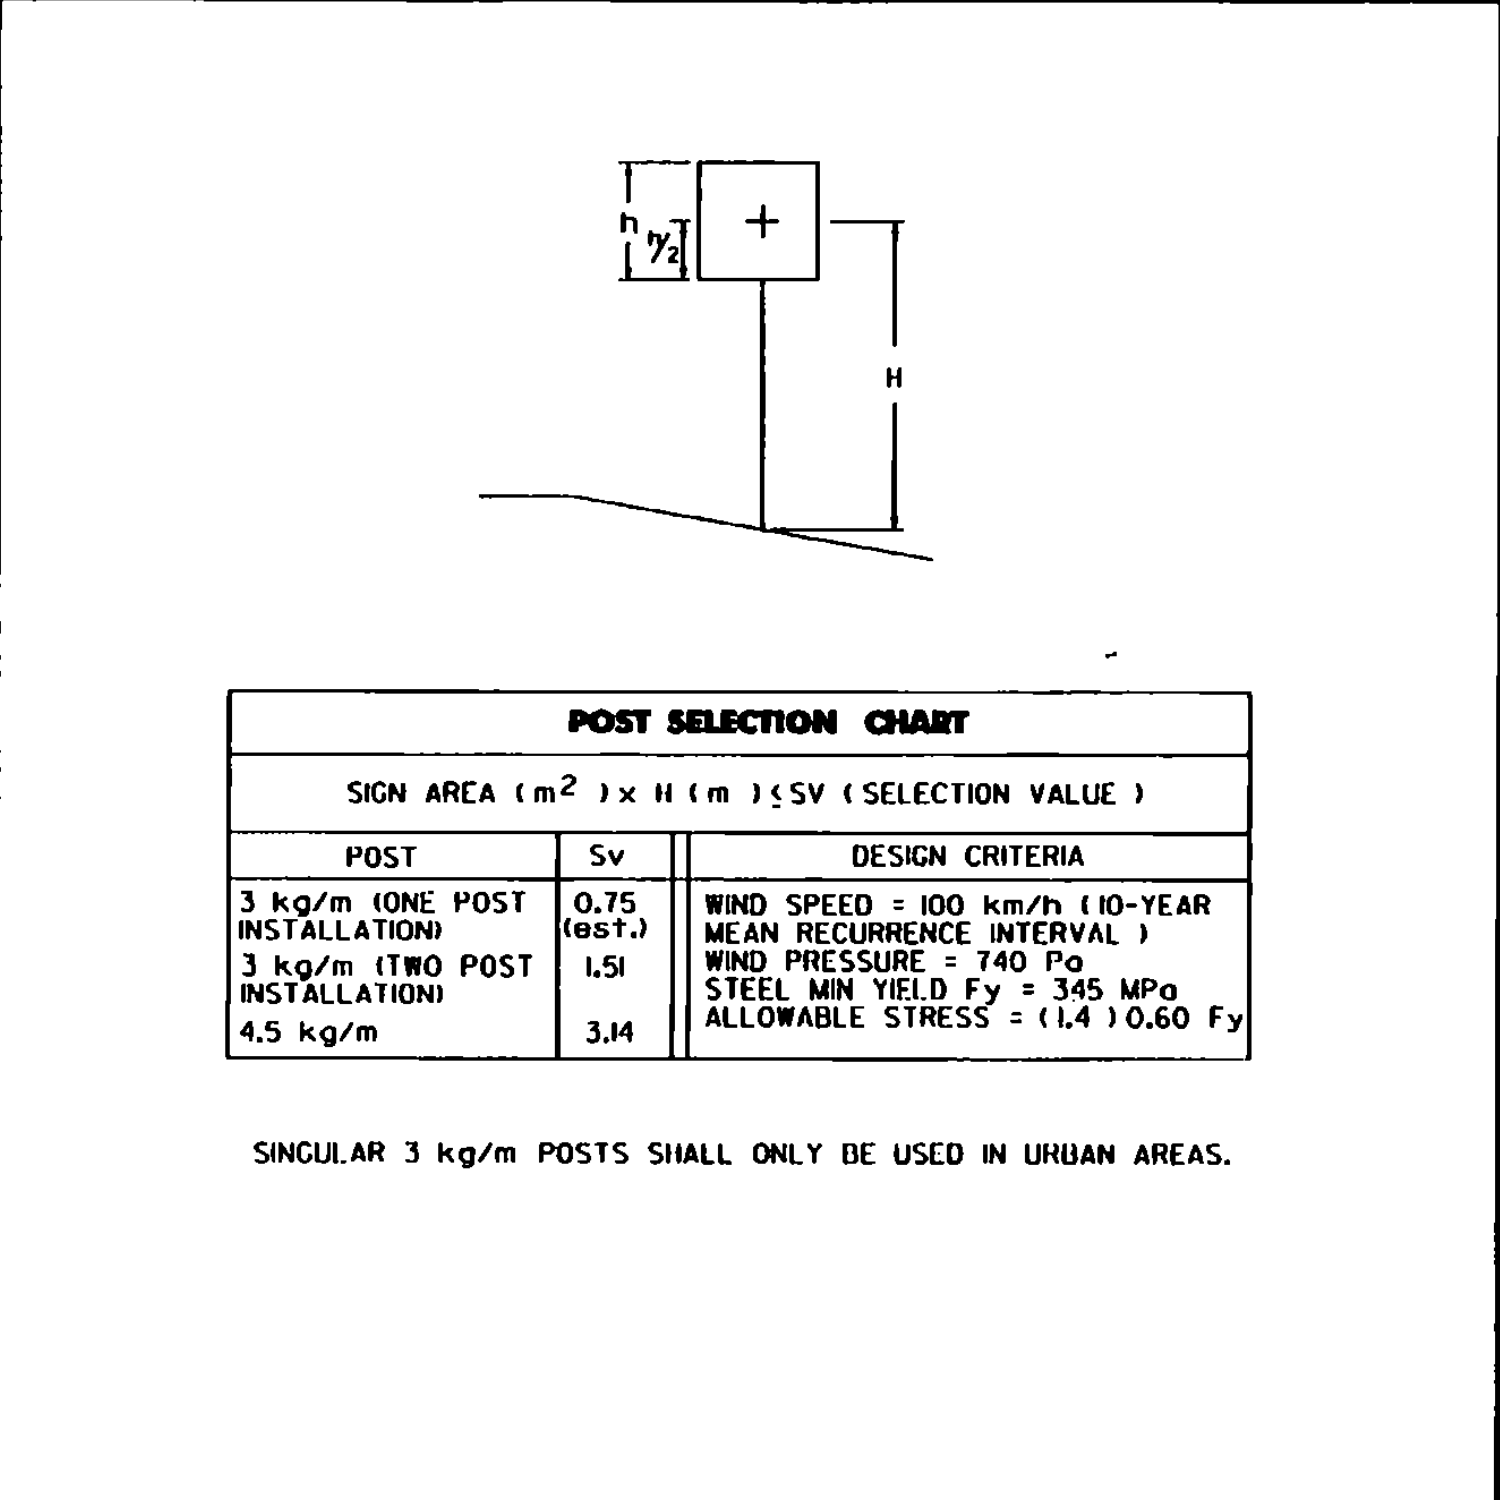 h
h/2
H
POST SELECTION CHART
SIGN AREA ( m2 ) x H ( m ) ≤ SV ( SELECTION VALUE )
POST Sv DESIGN CRITERIA
3 kg/m (ONE POST
INSTALLATION)
0.75
(est.)
3 kg/m (TWO POST
INSTALLATION)
1.51
4.5 kg/m
3.14
WIND SPEED = 100 km/h ( 10-YEAR
MEAN RECURRENCE INTERVAL )
WIND PRESSURE = 740 Pa
STEEL MIN YIELD Fy = 345 MPa
ALLOWABLE STRESS = ( 1.4 ) 0.60 Fy
SINGULAR 3 kg/m POSTS SHALL ONLY BE USED IN URBAN AREAS.